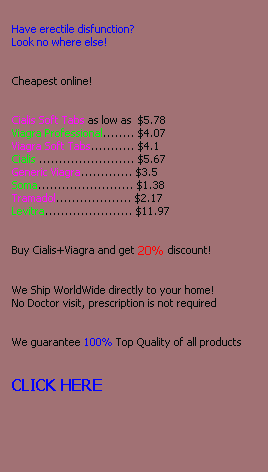 Have erectile disfunction?
Look no where else!
Cheapest online!
Cialis Soft Tabs as low as $5.78
Viagra Professional........ $4.07
Viagra Soft Tabs........... $4.1
Cialis........................ $5.67
Generic Viagra............. $3.5
Soma........................ $1.38
Tramadol................... $2.17
Levitra...................... $11.97
Buy Cialis+Viagra and get 20% discount!
We Ship WorldWide directly to your home!
No Doctor visit, prescription is not required
We guarantee 100% Top Quality of all products
CLICK HERE